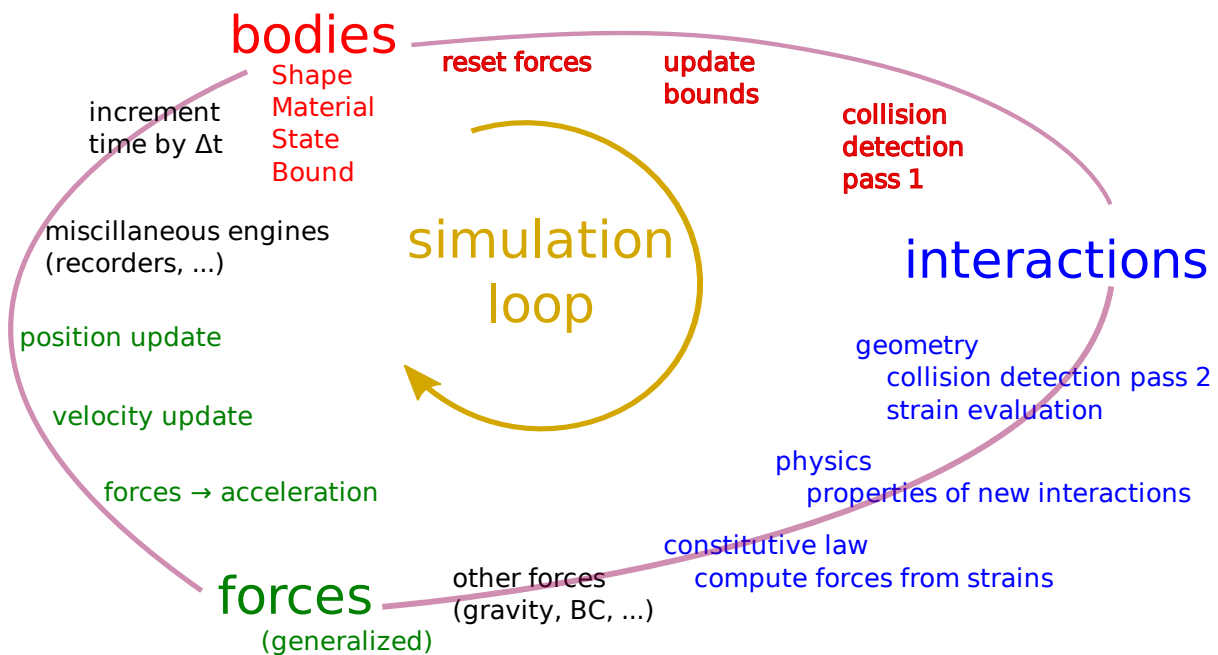 bodies
Shape
Material
State
Bound
reset forces
update
bounds
collision
detection
pass 1
interactions
geometry
collision detection pass 2
strain evaluation
physics
properties of new interactions
constitutive law
compute forces from strains
other forces
(gravity, BC, ...)
forces
(generalized)
forces → acceleration
velocity update
position update
miscillaneous engines
(recorders, ...)
increment
time by Δt
simulation
loop